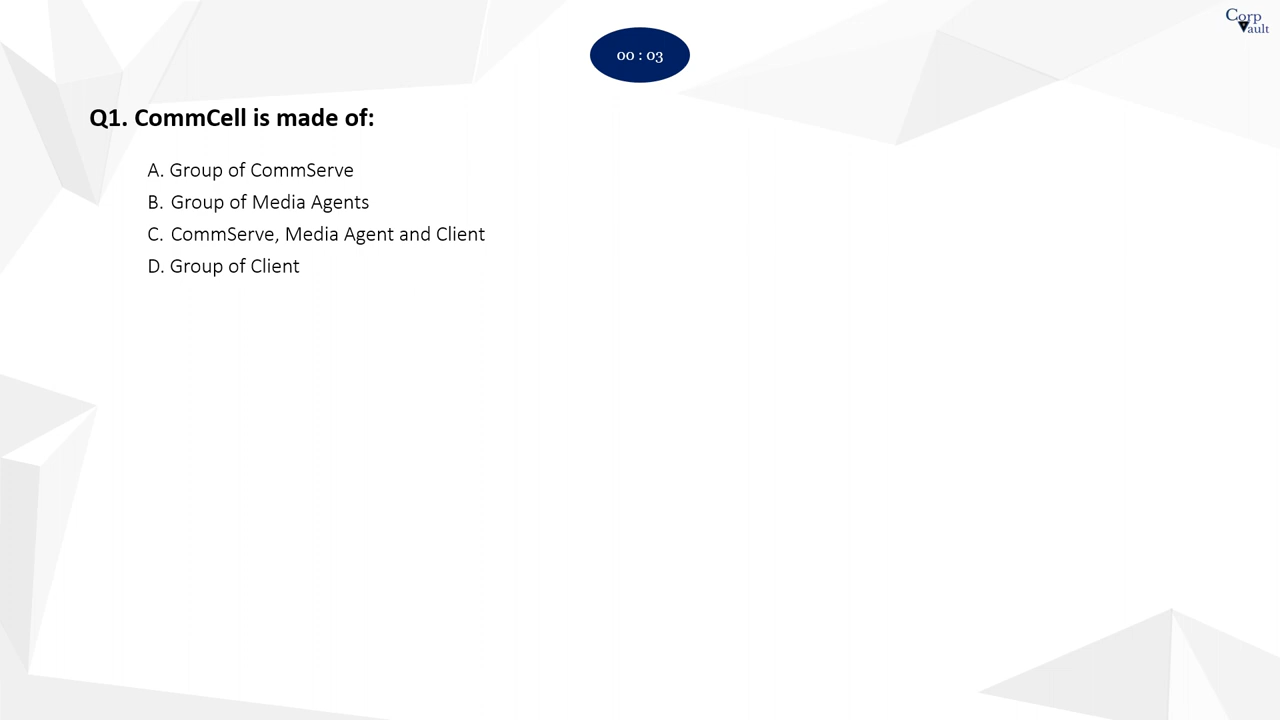 Corp
Vault
00 : 03
Q1. CommCell is made of:
A. Group of CommServe
B. Group of Media Agents
C. CommServe, Media Agent and Client
D. Group of Client